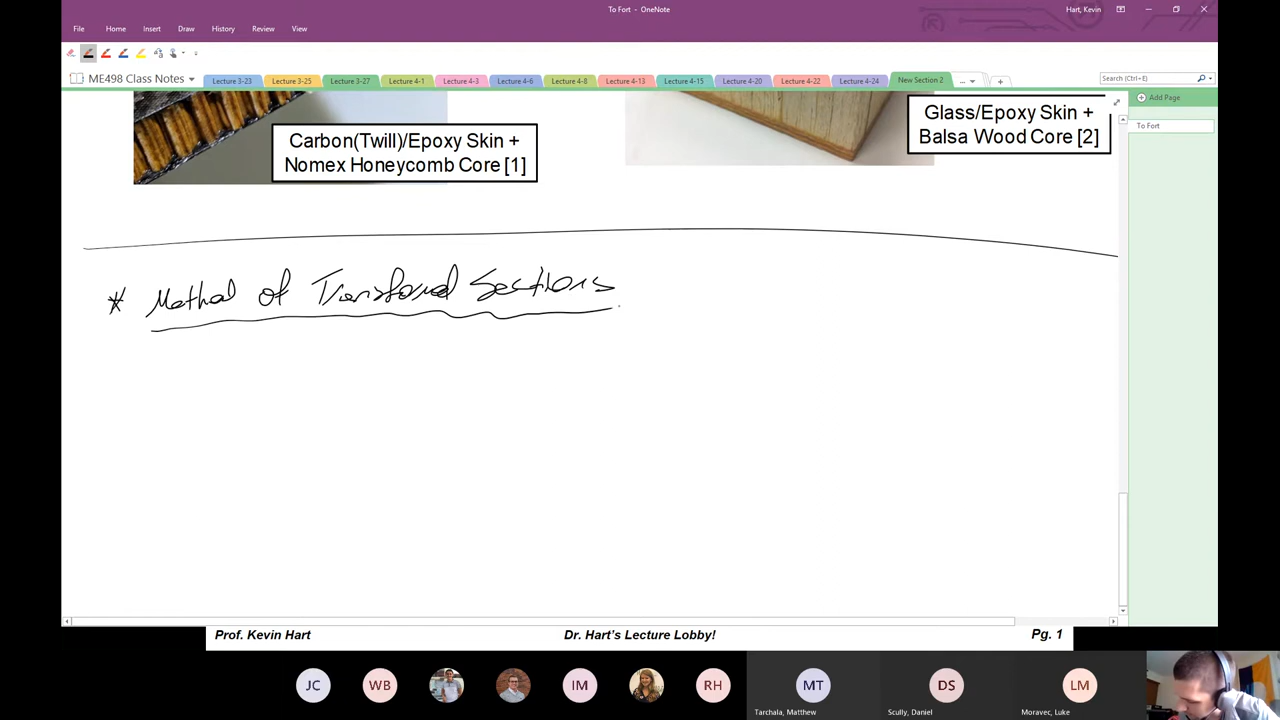 To Fort - OneNote
Hart, Kevin
File Home Insert Draw History Review View
ME498 Class Notes
Lecture 3-23 Lecture 3-25 Lecture 3-27 Lecture 4-1 Lecture 4-3 Lecture 4-6 Lecture 4-8 Lecture 4-13 Lecture 4-15 Lecture 4-20 Lecture 4-22 Lecture 4-24 New Section 2 ...
Search (Ctrl+E)
Add Page
To Fort
Carbon(Twill)/Epoxy Skin +
Nomex Honeycomb Core [1]
Glass/Epoxy Skin +
Balsa Wood Core [2]
* Method of Transformed Sections
Prof. Kevin Hart
Dr. Hart's Lecture Lobby!
Pg. 1
JC WB IM RH MT DS LM
Tarchala, Matthew
Scully, Daniel
Moravec, Luke